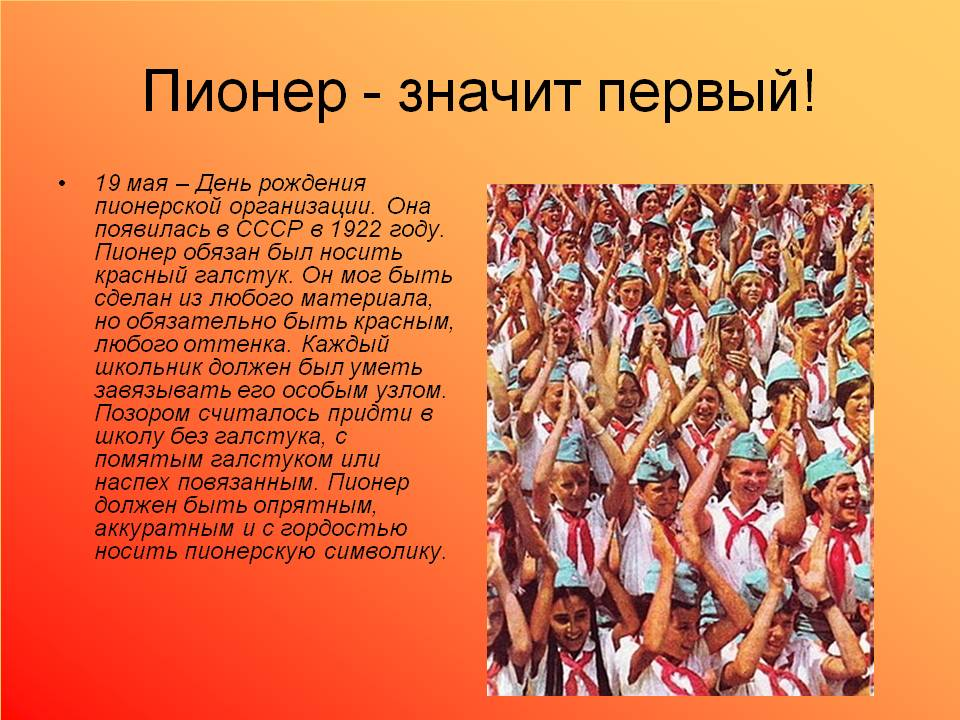 Пионер - значит первый!
• 19 мая – День рождения
пионерской организации. Она
появилась в СССР в 1922 году.
Пионер обязан был носить
красный галстук. Он мог быть
сделан из любого материала,
но обязательно быть красным,
любого оттенка. Каждый
школьник должен был уметь
завязывать его особым узлом.
Позором считалось придти в
школу без галстука, с
помятым галстуком или
наспех повязанным. Пионер
должен быть опрятным,
аккуратным и с гордостью
носить пионерскую символику.